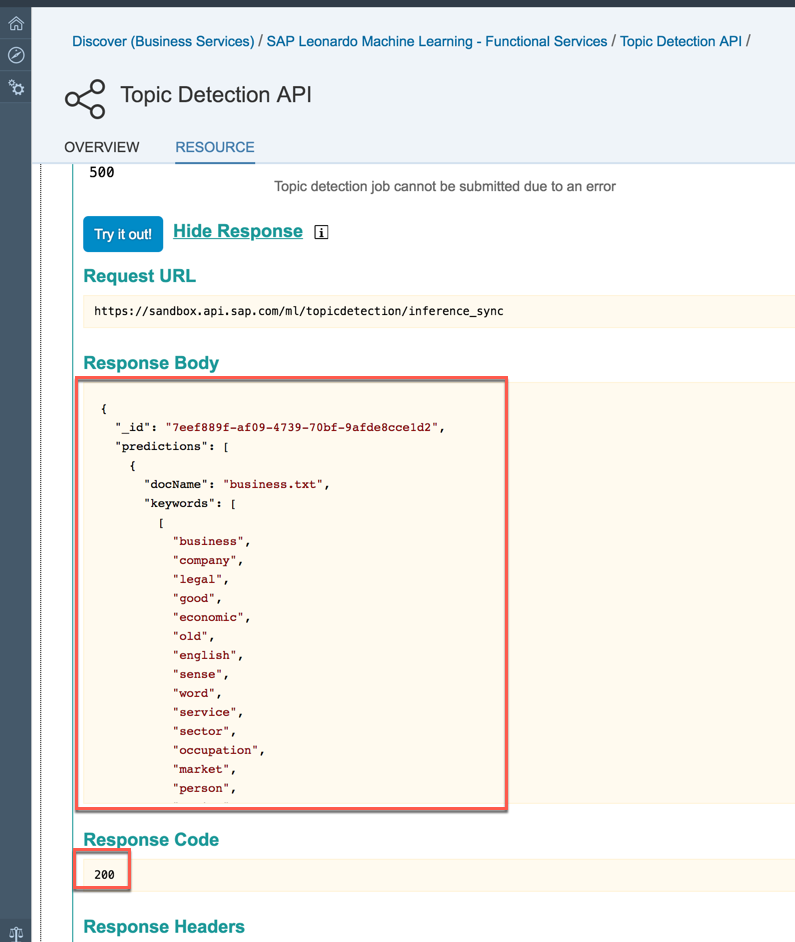 Discover (Business Services) / SAP Leonardo Machine Learning - Functional Services / Topic Detection API /
Topic Detection API
OVERVIEW RESOURCE
500
Topic detection job cannot be submitted due to an error
Try it out! Hide Response i
Request URL
https://sandbox.api.sap.com/ml/topicdetection/inference_sync
Response Body
{
"_id": "7eef889f-af09-4739-70bf-9afde8cce1d2",
"predictions": [
{
"docName": "business.txt",
"keywords": [
[
"business",
"company",
"legal",
"good",
"economic",
"old",
"english",
"sense",
"word",
"service",
"sector",
"occupation",
"market",
"person",
Response Code
200
Response Headers